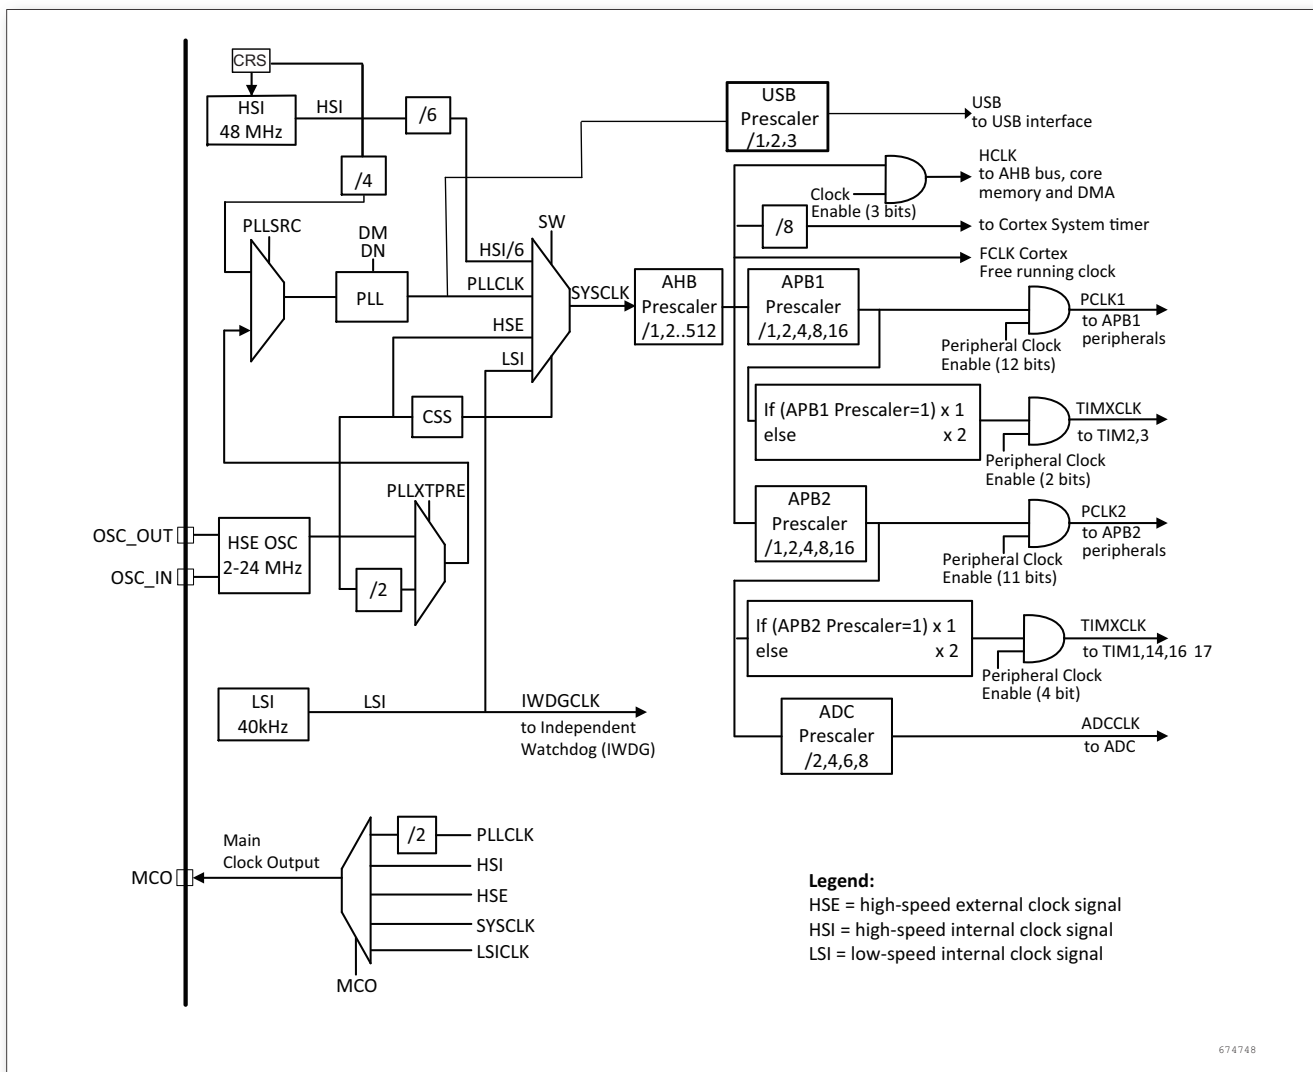 CRS
HSI
48 MHz
HSI
/6
/4
PLLSRC
DM
DN
PLL
SW
HSI/6
PLLCLK
HSE
LSI
SYSCLK
CSS
PLLXTPRE
OSC_OUT
OSC_IN
HSE OSC
2-24 MHz
/2
LSI
40kHz
LSI
IWDGCLK
to Independent
Watchdog (IWDG)
USB
Prescaler
/1,2,3
USB
to USB interface
HCLK
to AHB bus, core
memory and DMA
Clock
Enable (3 bits)
/8
to Cortex System timer
FCLK Cortex
Free running clock
AHB
Prescaler
/1,2..512
APB1
Prescaler
/1,2,4,8,16
PCLK1
to APB1
peripherals
Peripheral Clock
Enable (12 bits)
If (APB1 Prescaler=1) x 1
else x 2
TIMXCLK
to TIM2,3
Peripheral Clock
Enable (2 bits)
APB2
Prescaler
/1,2,4,8,16
PCLK2
to APB2
peripherals
Peripheral Clock
Enable (11 bits)
If (APB2 Prescaler=1) x 1
else x 2
TIMXCLK
to TIM1,14,16 17
Peripheral Clock
Enable (4 bit)
ADC
Prescaler
/2,4,6,8
ADCCLK
to ADC
Main
Clock Output
MCO
/2
PLLCLK
HSI
HSE
SYSCLK
LSICLK
MCO
Legend:
HSE = high-speed external clock signal
HSI = high-speed internal clock signal
LSI = low-speed internal clock signal
674748